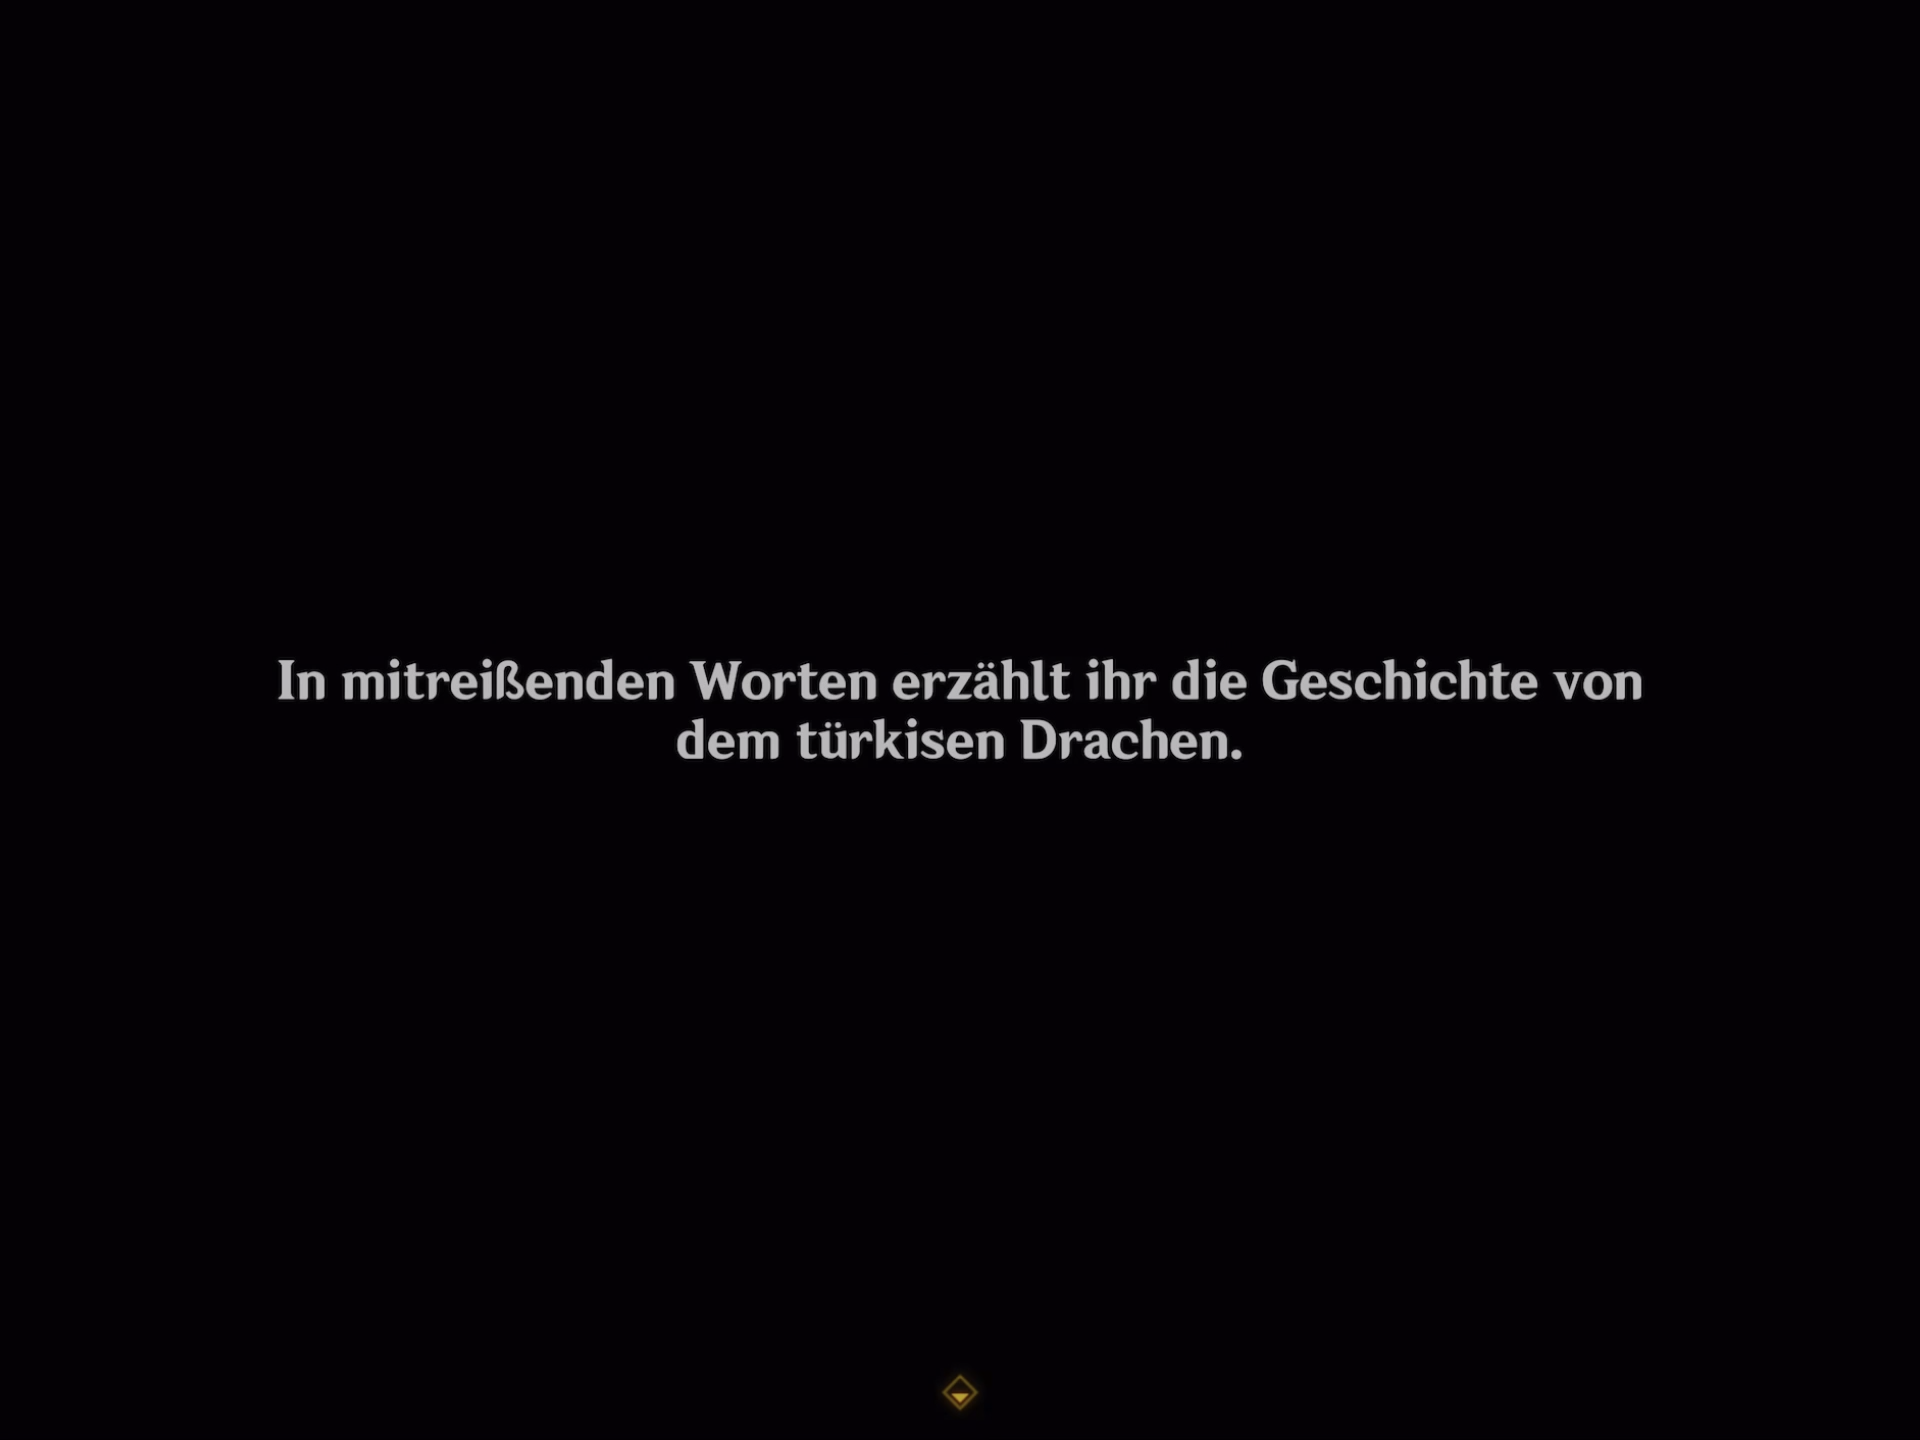 In mitreißenden Worten erzählt ihr die Geschichte von
dem türkisen Drachen.